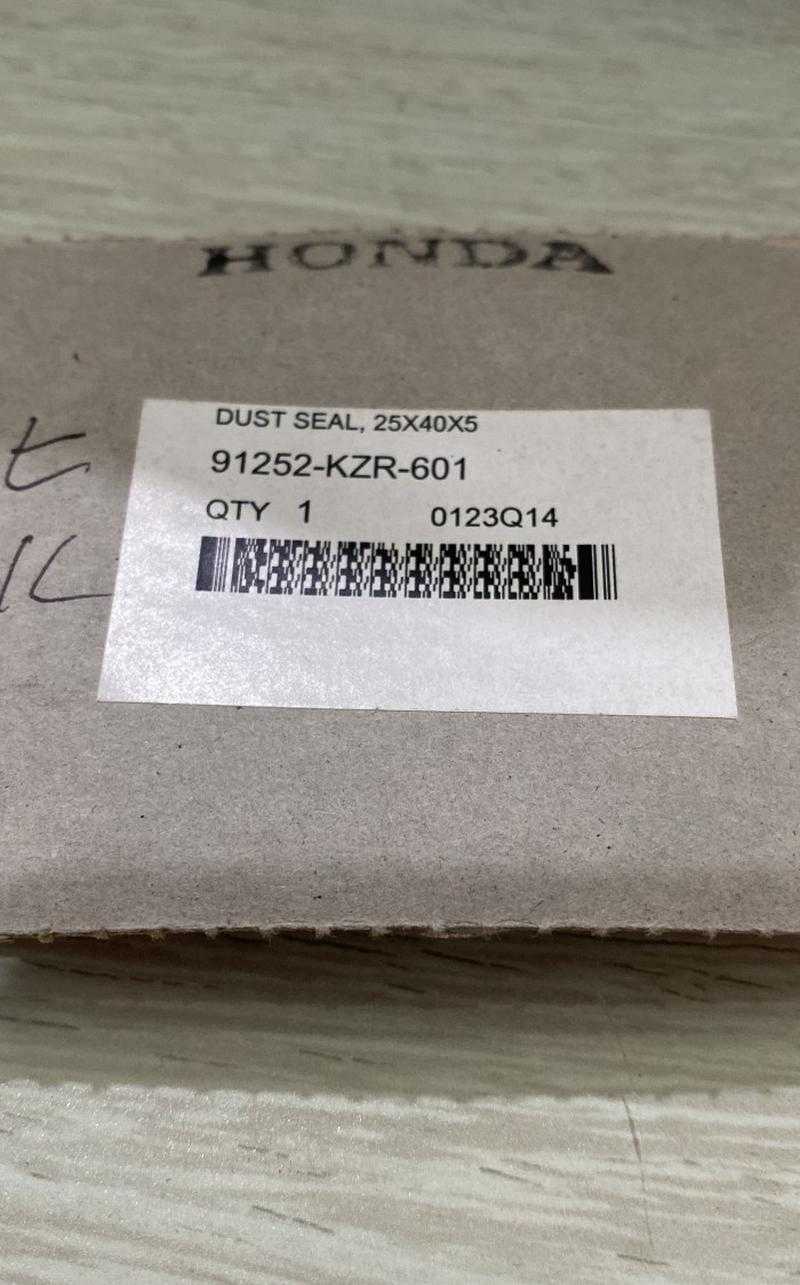 HONDA
DUST SEAL, 25X40X5
91252-KZR-601
QTY 1 0123Q14